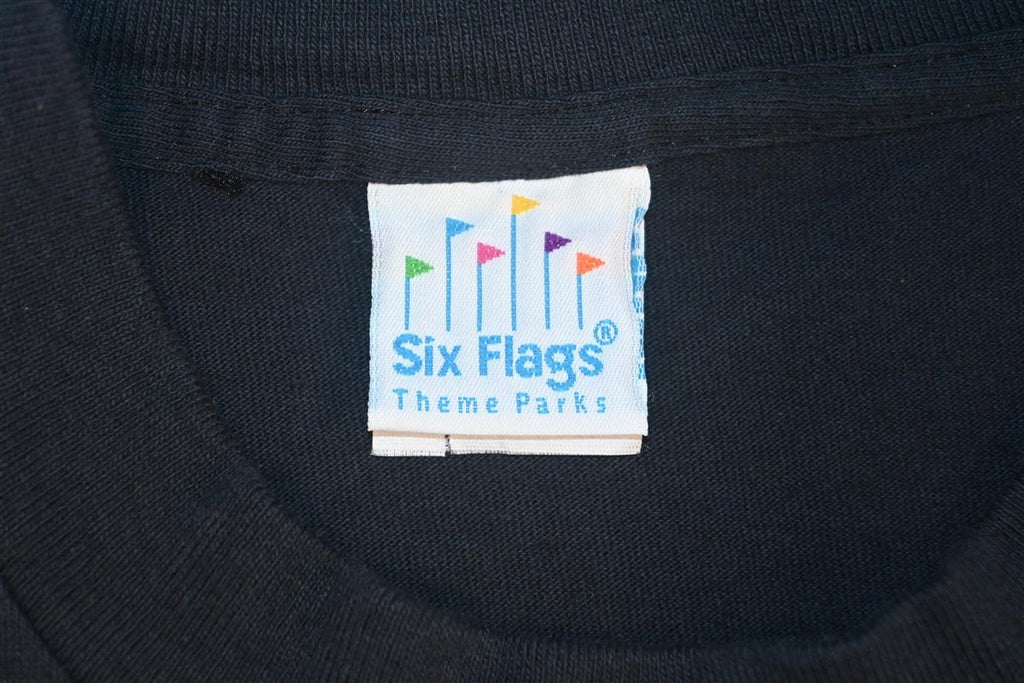 Six Flags®
Theme Parks